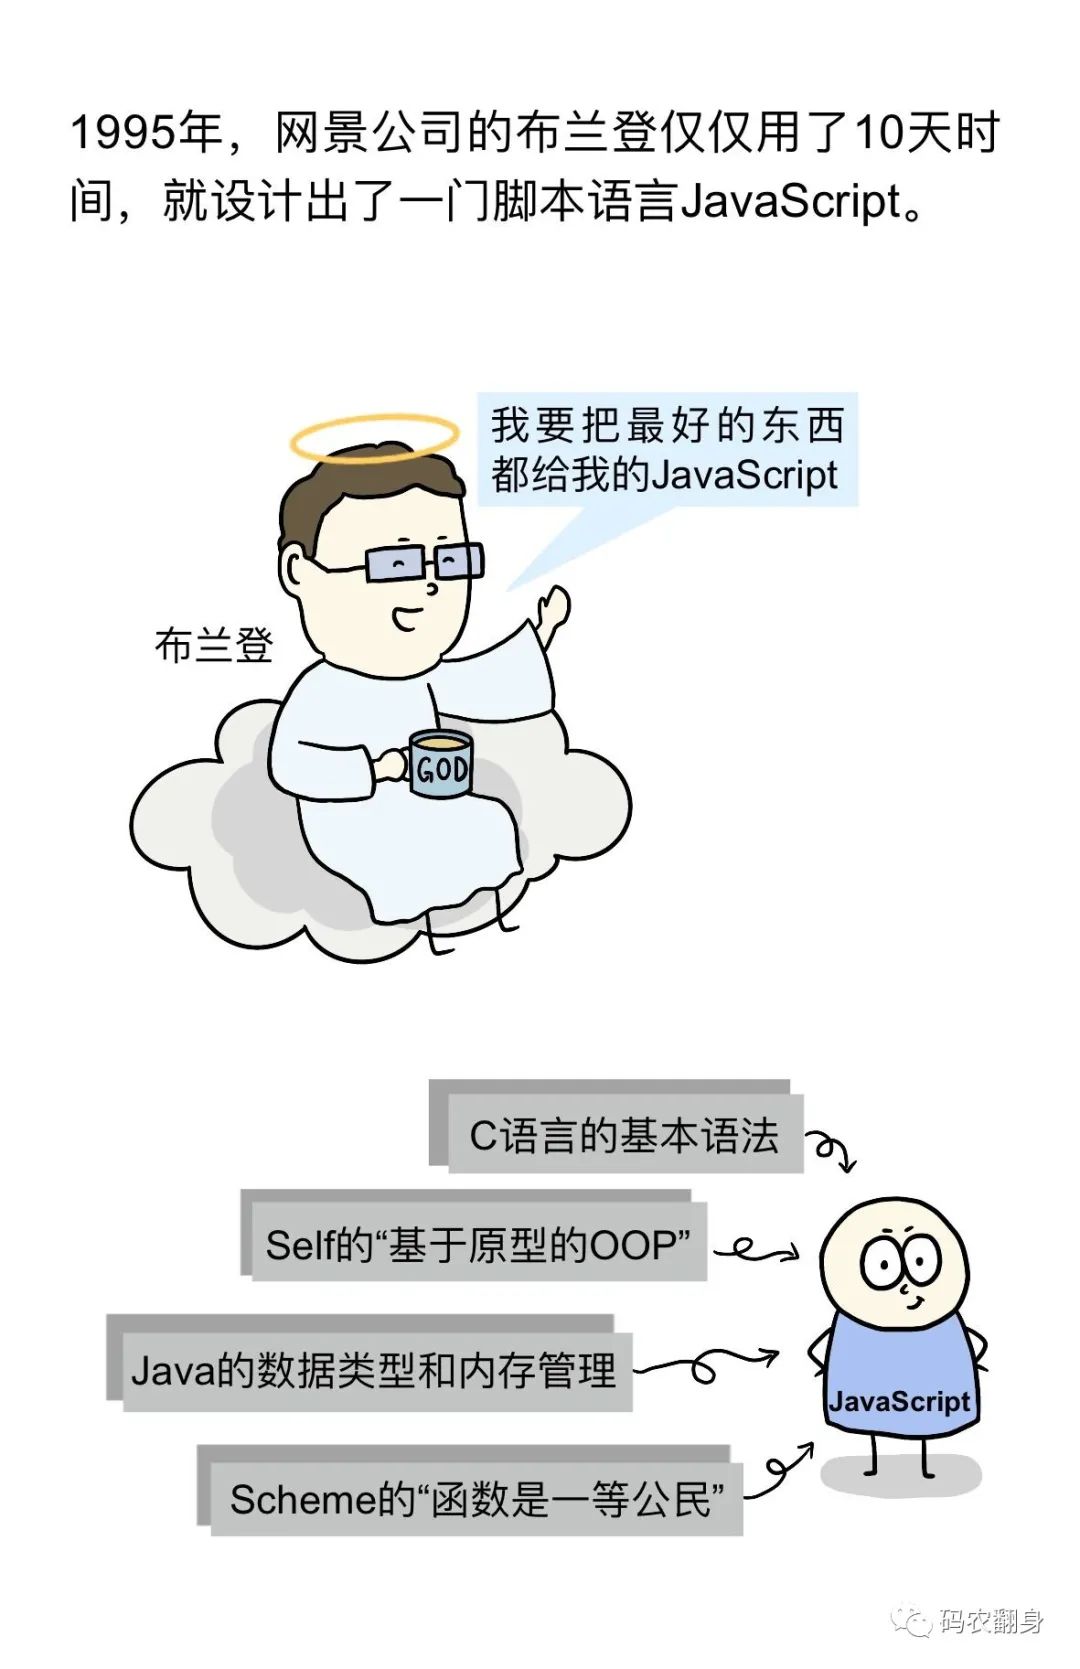 1995年，网景公司的布兰登仅仅用了10天时
间，就设计出了一门脚本语言JavaScript。
我要把最好的东西
都给我的JavaScript
布兰登
GOD
C语言的基本语法
Self的“基于原型的OOP”
Java的数据类型和内存管理
JavaScript
Scheme的“函数是一等公民”
码农翻身